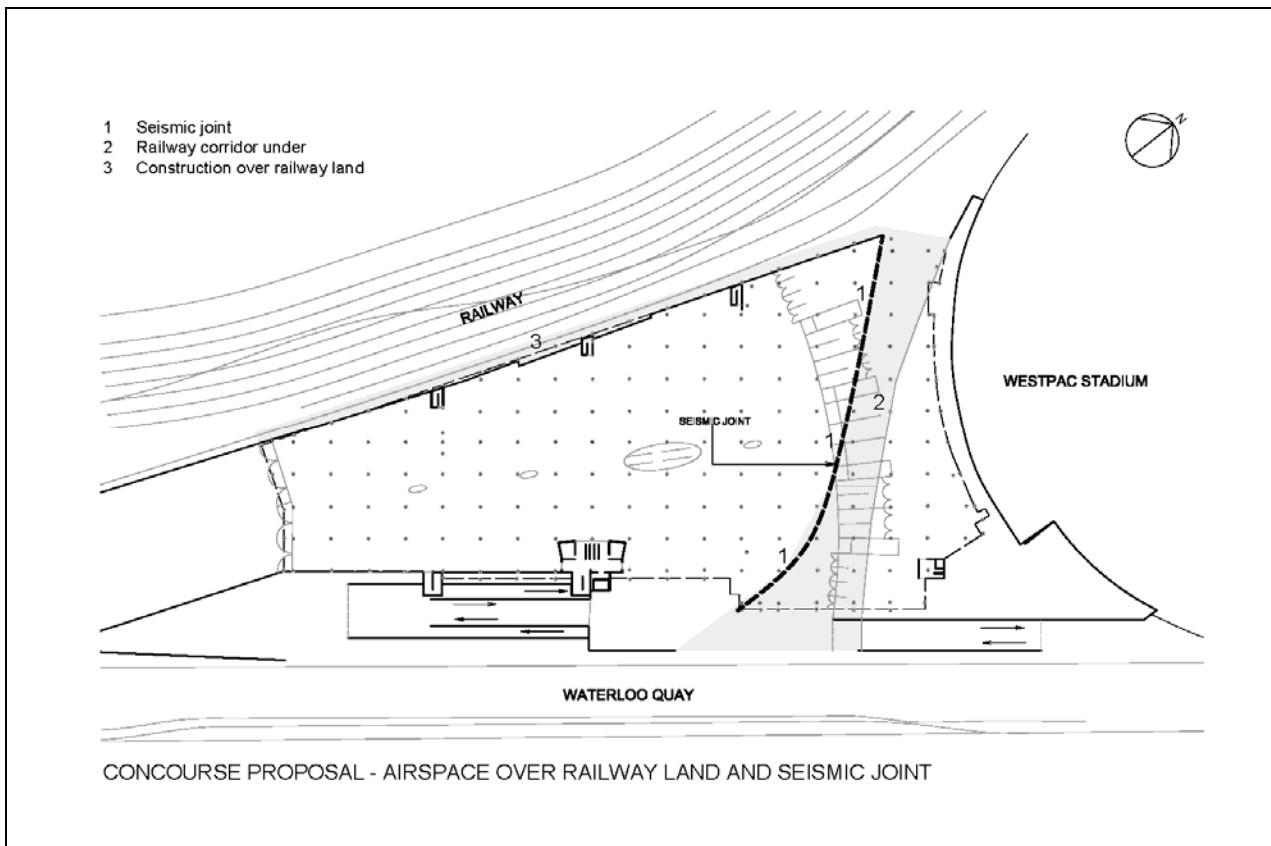 1 Seismic joint
2 Railway corridor under
3 Construction over railway land
N
RAILWAY
3
1
WESTPAC STADIUM
2
SEISMIC JOINT
1
1
WATERLOO QUAY
CONCOURSE PROPOSAL - AIRSPACE OVER RAILWAY LAND AND SEISMIC JOINT